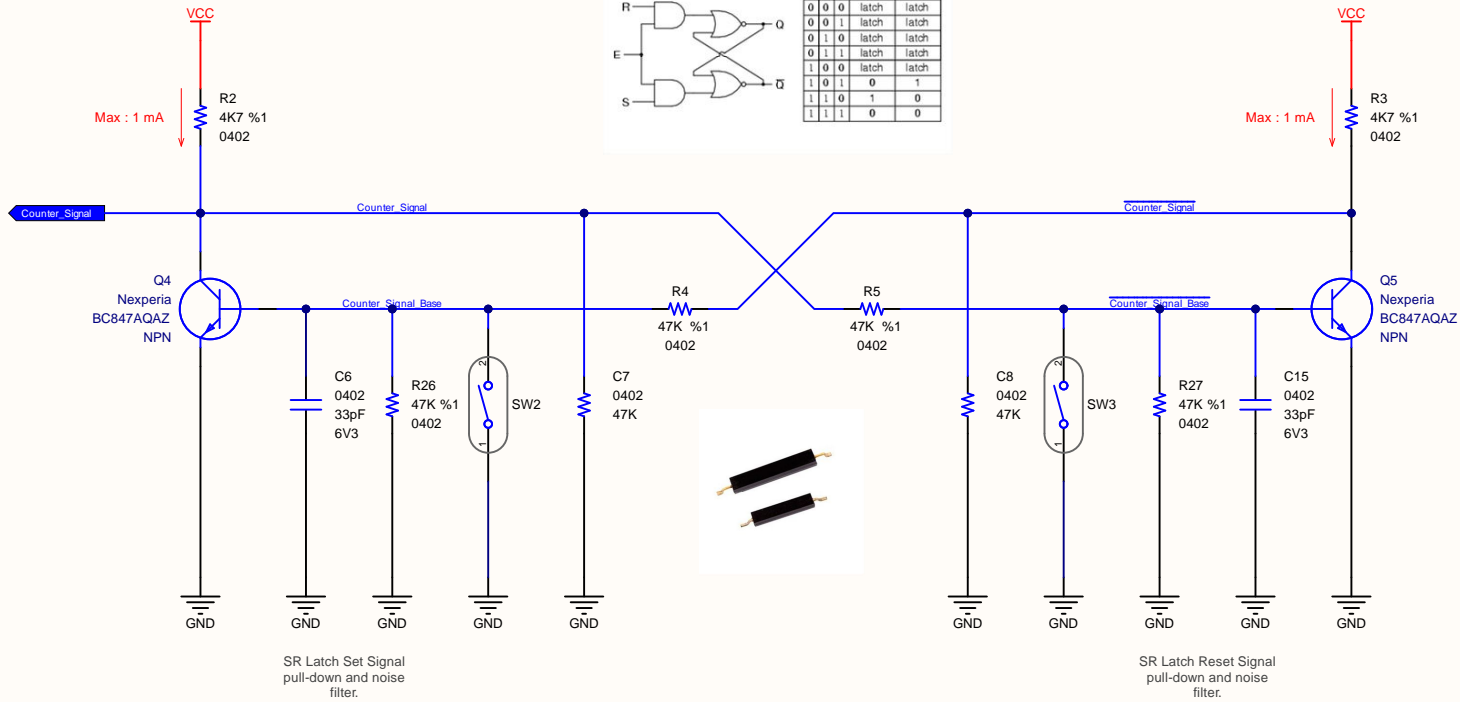 VCC
R2
4K7 %1
0402
Max : 1 mA
R
E
S
Q
Q
0 0 0 latch latch
0 0 1 latch latch
0 1 0 latch latch
0 1 1 latch latch
1 0 0 latch latch
1 0 1 0 1
1 1 0 1 0
1 1 1 0 0
VCC
R3
4K7 %1
0402
Max : 1 mA
Counter_Signal
Counter_Signal
Counter_Signal
Q4
Nexperia
BC847AQAZ
NPN
Counter_Signal_Base
R4
47K %1
0402
R5
47K %1
0402
Counter_Signal_Base
Q5
Nexperia
BC847AQAZ
NPN
C6
0402
33pF
6V3
R26
47K %1
0402
2
SW2
1
C7
0402
47K
C8
0402
47K
2
SW3
1
R27
47K %1
0402
C15
0402
33pF
6V3
GND
GND
GND
GND
GND
GND
GND
GND
GND
GND
SR Latch Set Signal
pull-down and noise
filter.
SR Latch Reset Signal
pull-down and noise
filter.